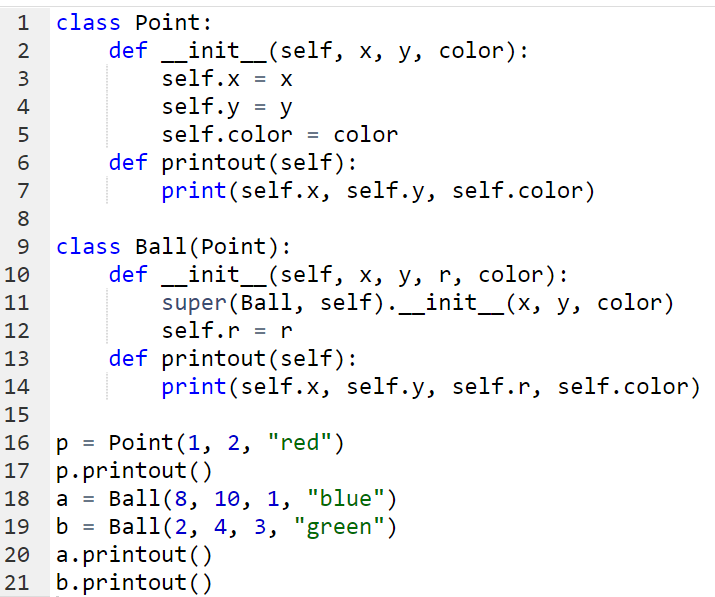 1 class Point:
2     def __init__(self, x, y, color):
3         self.x = x
4         self.y = y
5         self.color = color
6     def printout(self):
7         print(self.x, self.y, self.color)
8
9 class Ball(Point):
10     def __init__(self, x, y, r, color):
11         super(Ball, self).__init__(x, y, color)
12         self.r = r
13     def printout(self):
14         print(self.x, self.y, self.r, self.color)
15
16 p = Point(1, 2, "red")
17 p.printout()
18 a = Ball(8, 10, 1, "blue")
19 b = Ball(2, 4, 3, "green")
20 a.printout()
21 b.printout()